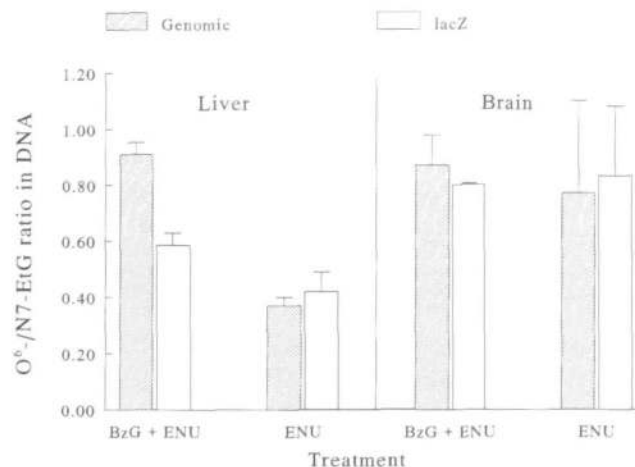 Genomic
lacZ
1.20
1.00
0.80
0.60
0.40
0.20
0.00
O⁶-/N7-EtG ratio in DNA
Liver
Brain
BzG + ENU
ENU
BzG + ENU
ENU
Treatment